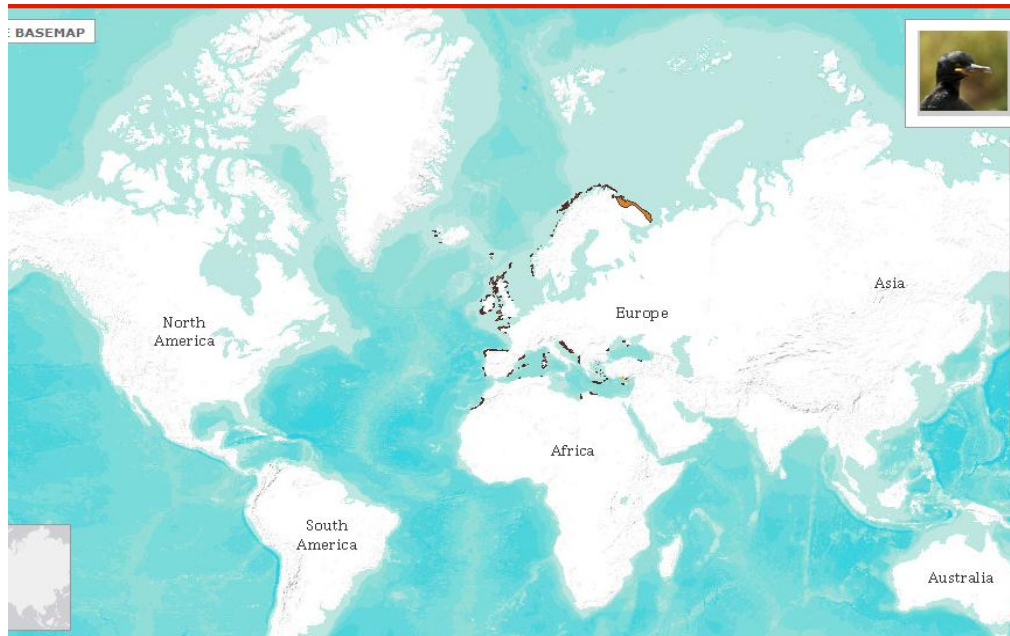 E BASEMAP
North
America
Europe
Asia
Africa
South
America
Australia